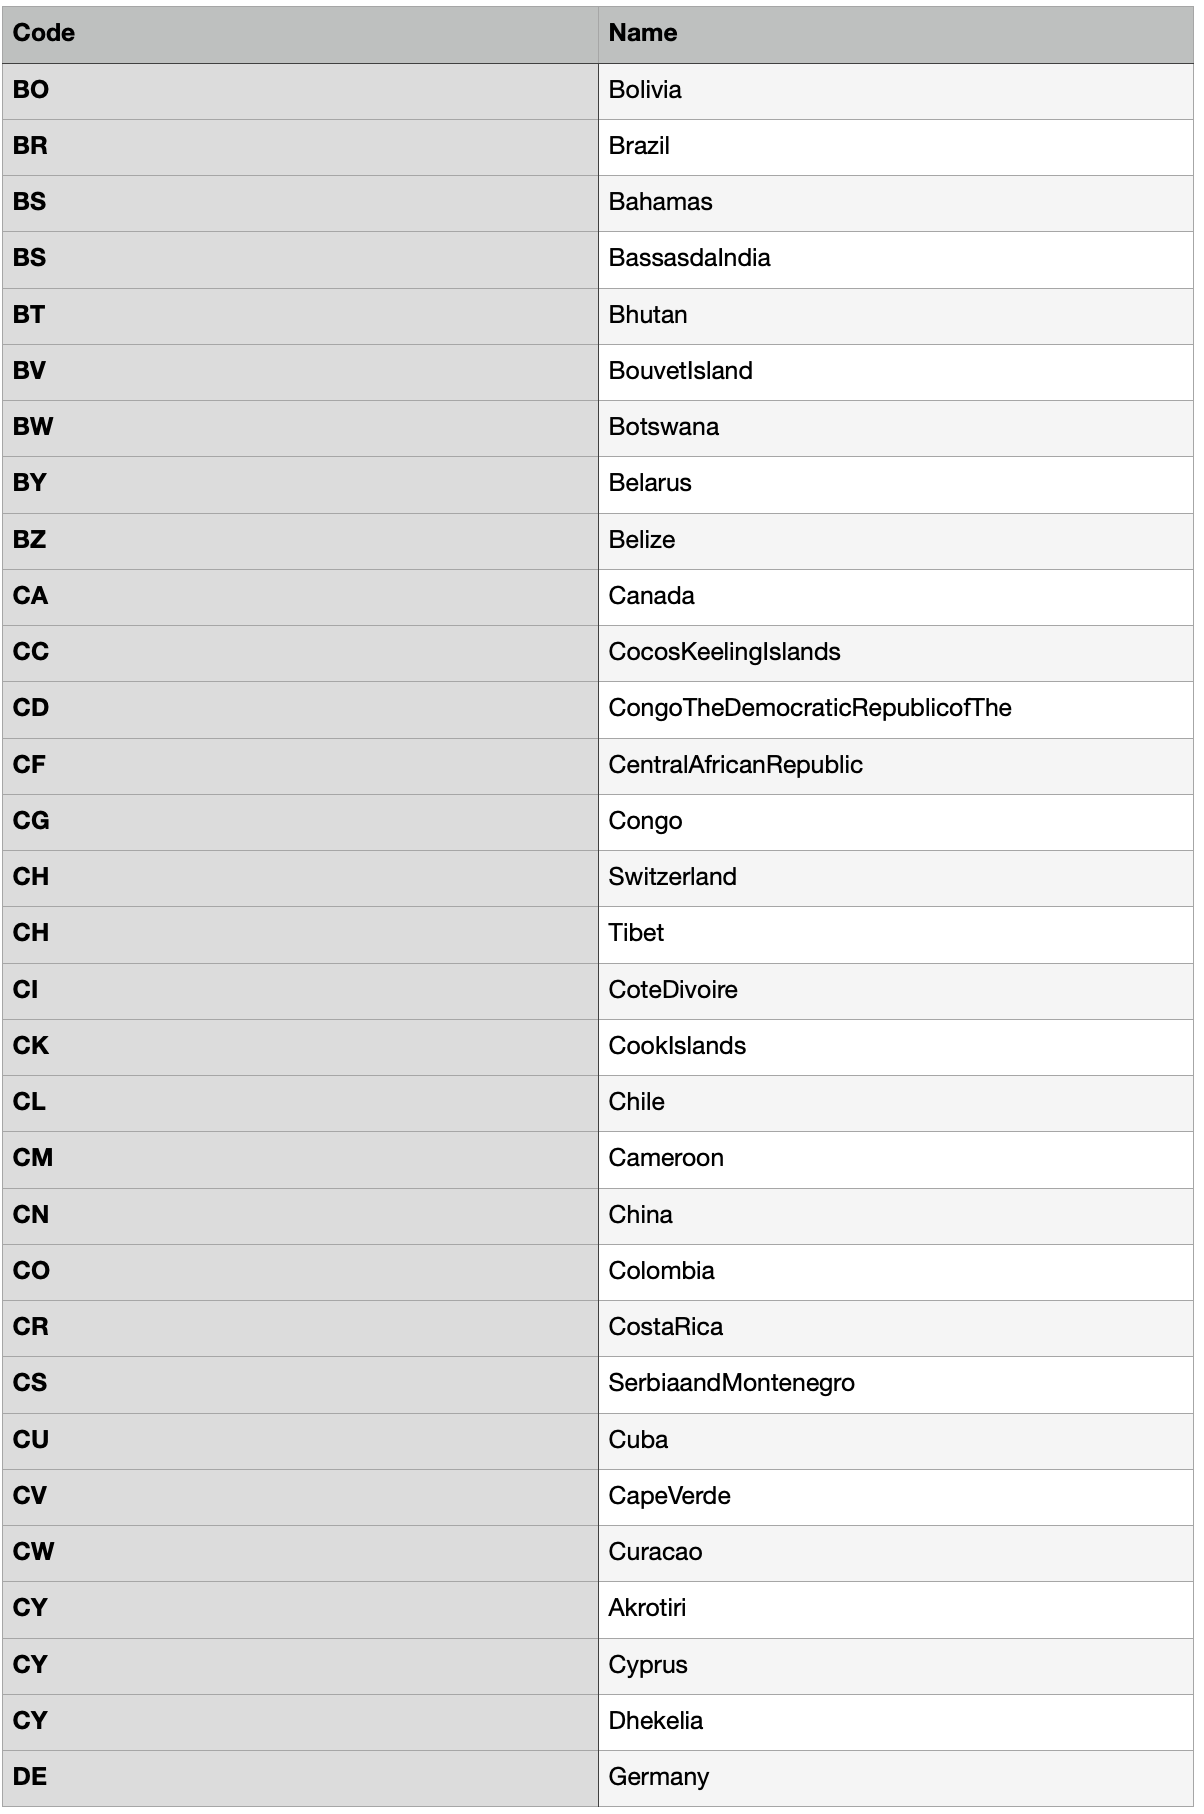 Code Name
BO Bolivia
BR Brazil
BS Bahamas
BS BassasdaIndia
BT Bhutan
BV BouvetIsland
BW Botswana
BY Belarus
BZ Belize
CA Canada
CC CocosKeelingIslands
CD CongoTheDemocraticRepublicofThe
CF CentralAfricanRepublic
CG Congo
CH Switzerland
CH Tibet
CI CoteDivoire
CK CookIslands
CL Chile
CM Cameroon
CN China
CO Colombia
CR CostaRica
CS SerbiaandMontenegro
CU Cuba
CV CapeVerde
CW Curacao
CY Akrotiri
CY Cyprus
CY Dhekelia
DE Germany